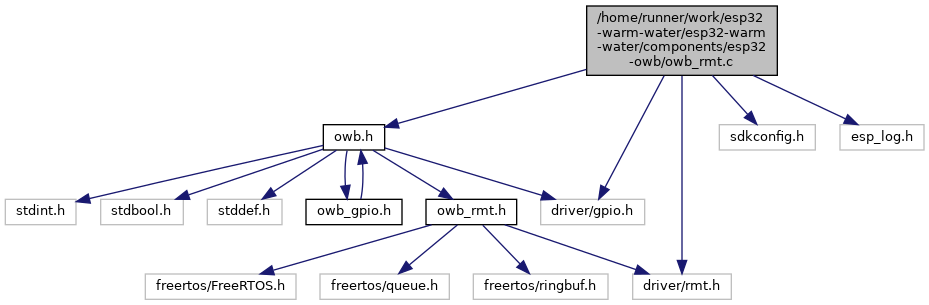 /home/runner/work/esp32
-warm-water/esp32-warm
-water/components/esp32
-owb/owb_rmt.c
owb.h
sdkconfig.h
esp_log.h
stdint.h
stdbool.h
stddef.h
owb_gpio.h
owb_rmt.h
driver/gpio.h
freertos/FreeRTOS.h
freertos/queue.h
freertos/ringbuf.h
driver/rmt.h